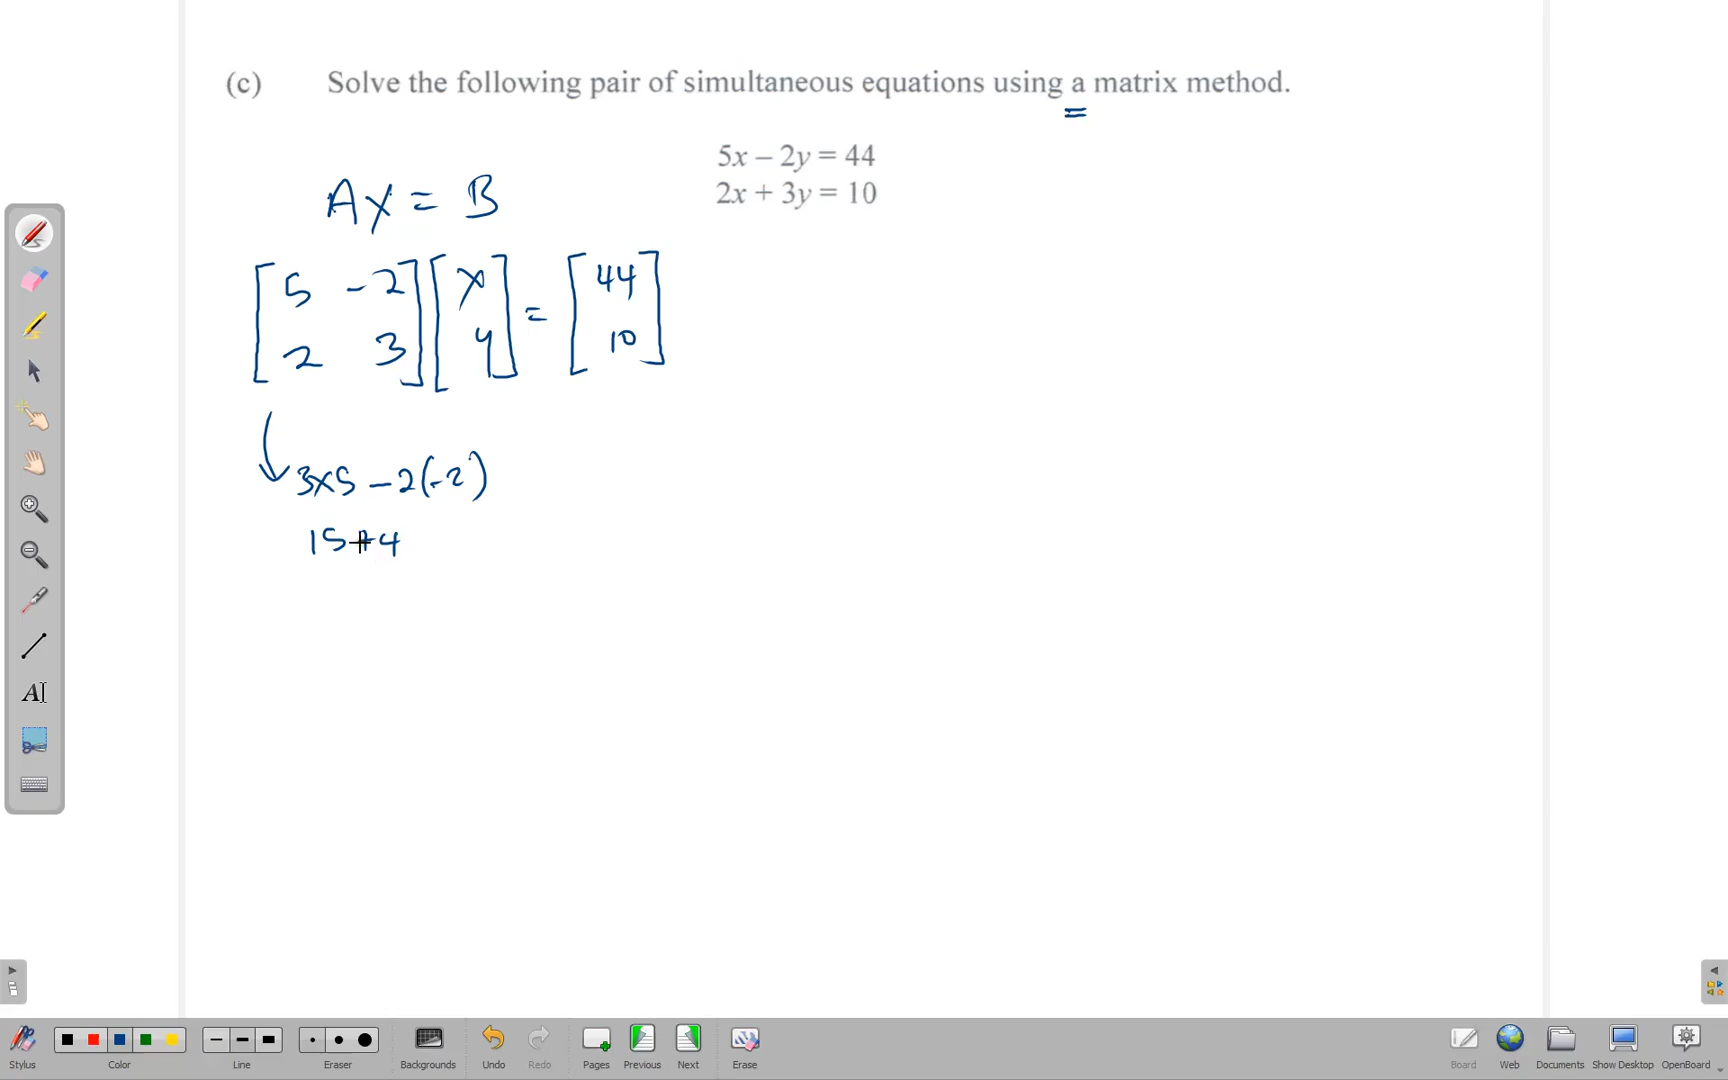 (c) Solve the following pair of simultaneous equations using a matrix method.
5x – 2y = 44
2x + 3y = 10
AX = B
[5 -2] [x] = [44]
[2 3] [y] [10]
3x5 - 2(-2)
15+4
AI
Stylus Color Line Eraser Backgrounds Undo Redo Pages Previous Next Erase Board Web Documents Show Desktop OpenBoard